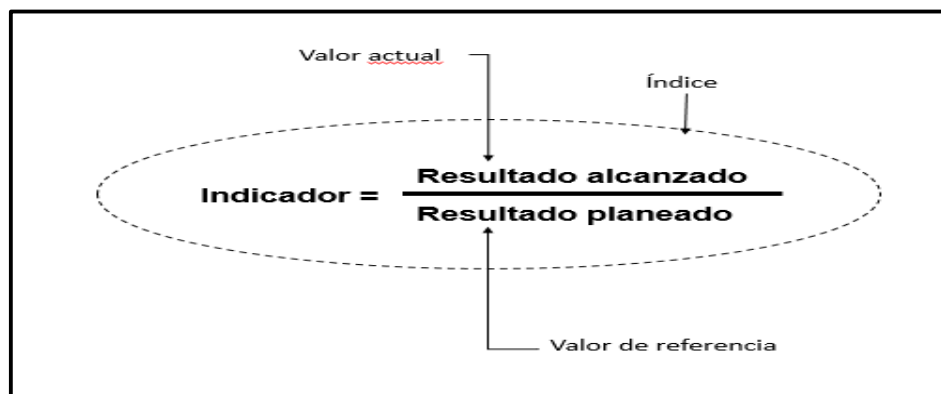 Valor actual
Índice
Resultado alcanzado
Indicador =
Resultado planeado
Valor de referencia